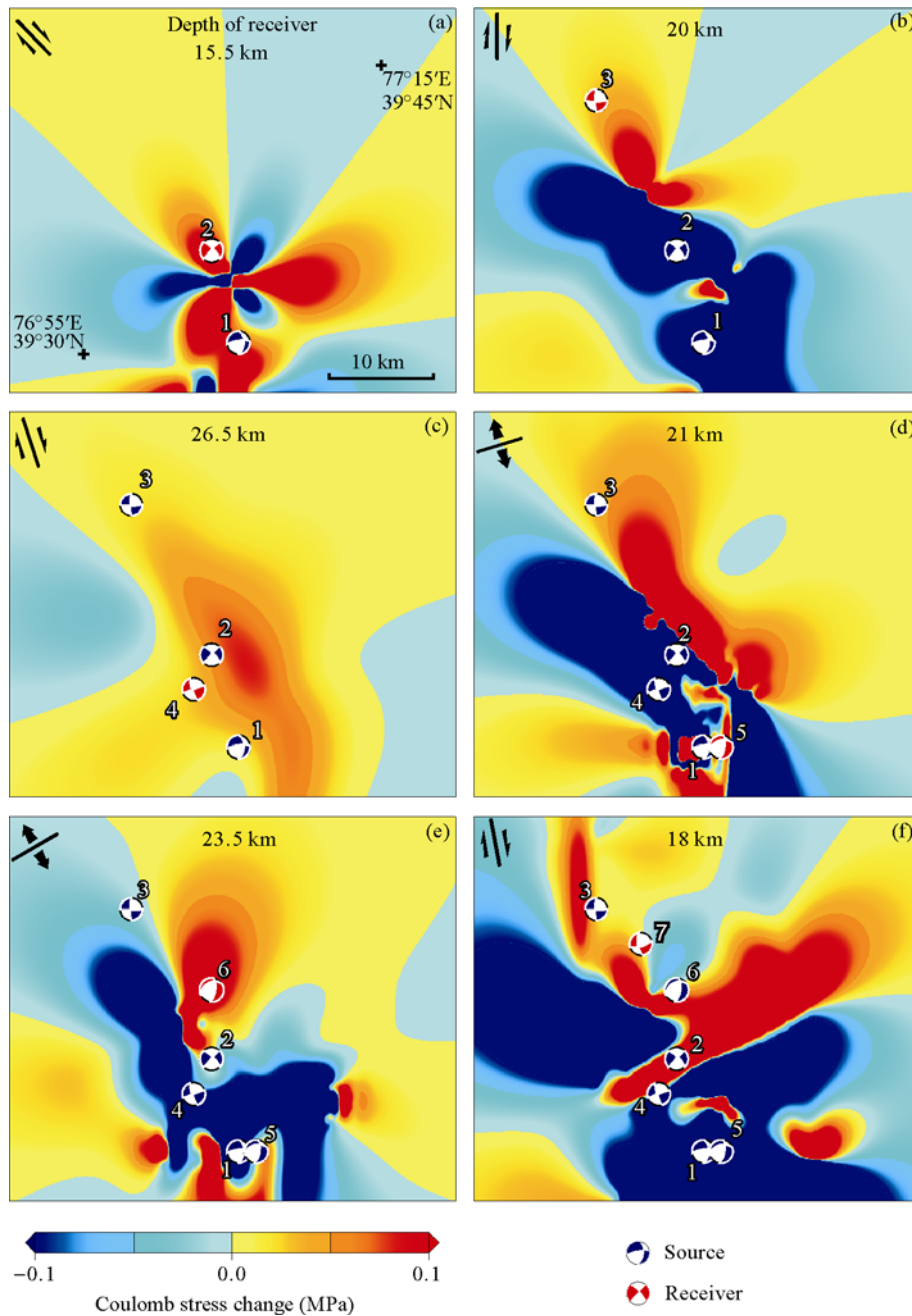 Depth of receiver
(a)
15.5 km
77°15′E
39°45′N
2
76°55′E
39°30′N
1
10 km
(b)
20 km
3
2
1
(c)
26.5 km
3
2
4
1
(d)
21 km
3
2
4
5
1
(e)
23.5 km
3
6
2
4
5
1
(f)
18 km
3
7
6
2
4
5
1
−0.1
0.0
0.1
Coulomb stress change (MPa)
Source
Receiver